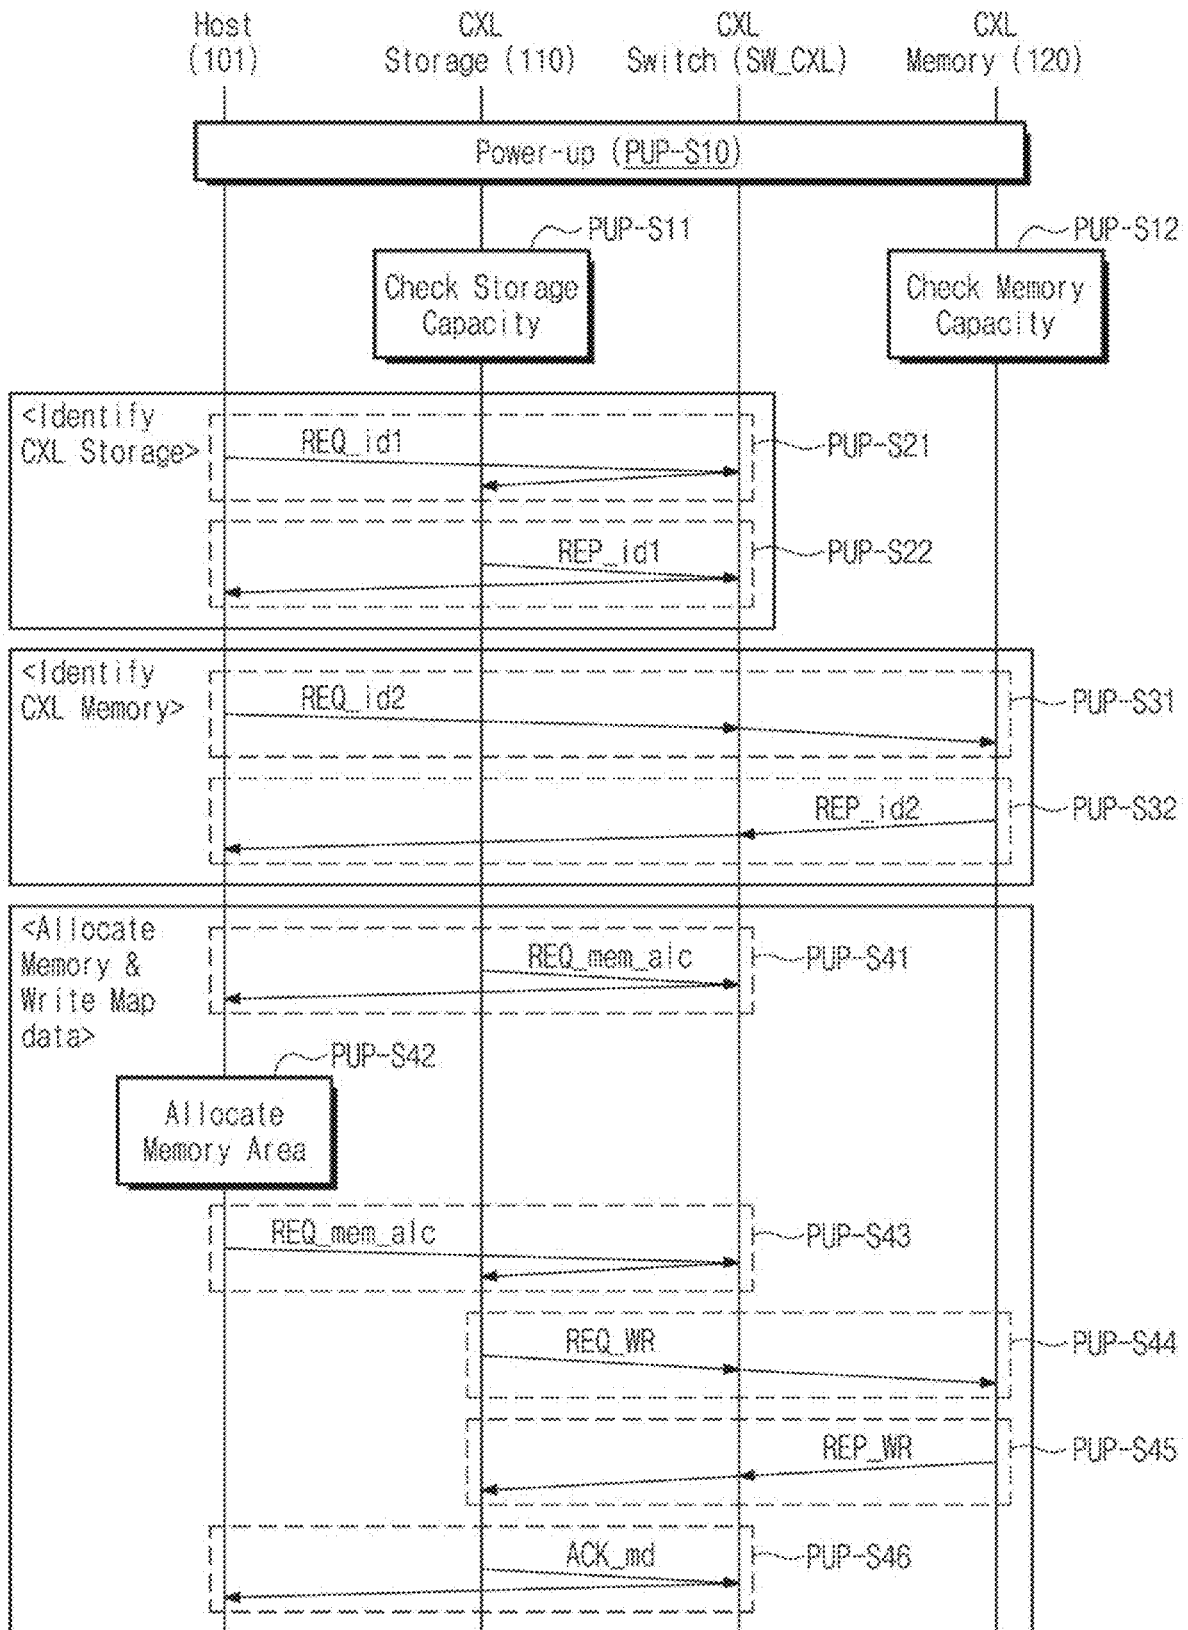 Host
(101)
CXL
Storage (110)
CXL
Switch (SW_CXL)
CXL
Memory (120)
Power-up (PUP-S10)
PUP-S11
PUP-S12
Check Storage
Capacity
Check Memory
Capacity
<Identify
CXL Storage>
REQ_id1
PUP-S21
REP_id1
PUP-S22
<Identify
CXL Memory>
REQ_id2
PUP-S31
REP_id2
PUP-S32
<Allocate
Memory &
Write Map
data>
REQ_mem_alc
PUP-S41
PUP-S42
Allocate
Memory Area
REQ_mem_alc
PUP-S43
REQ_WR
PUP-S44
REP_WR
PUP-S45
ACK_md
PUP-S46